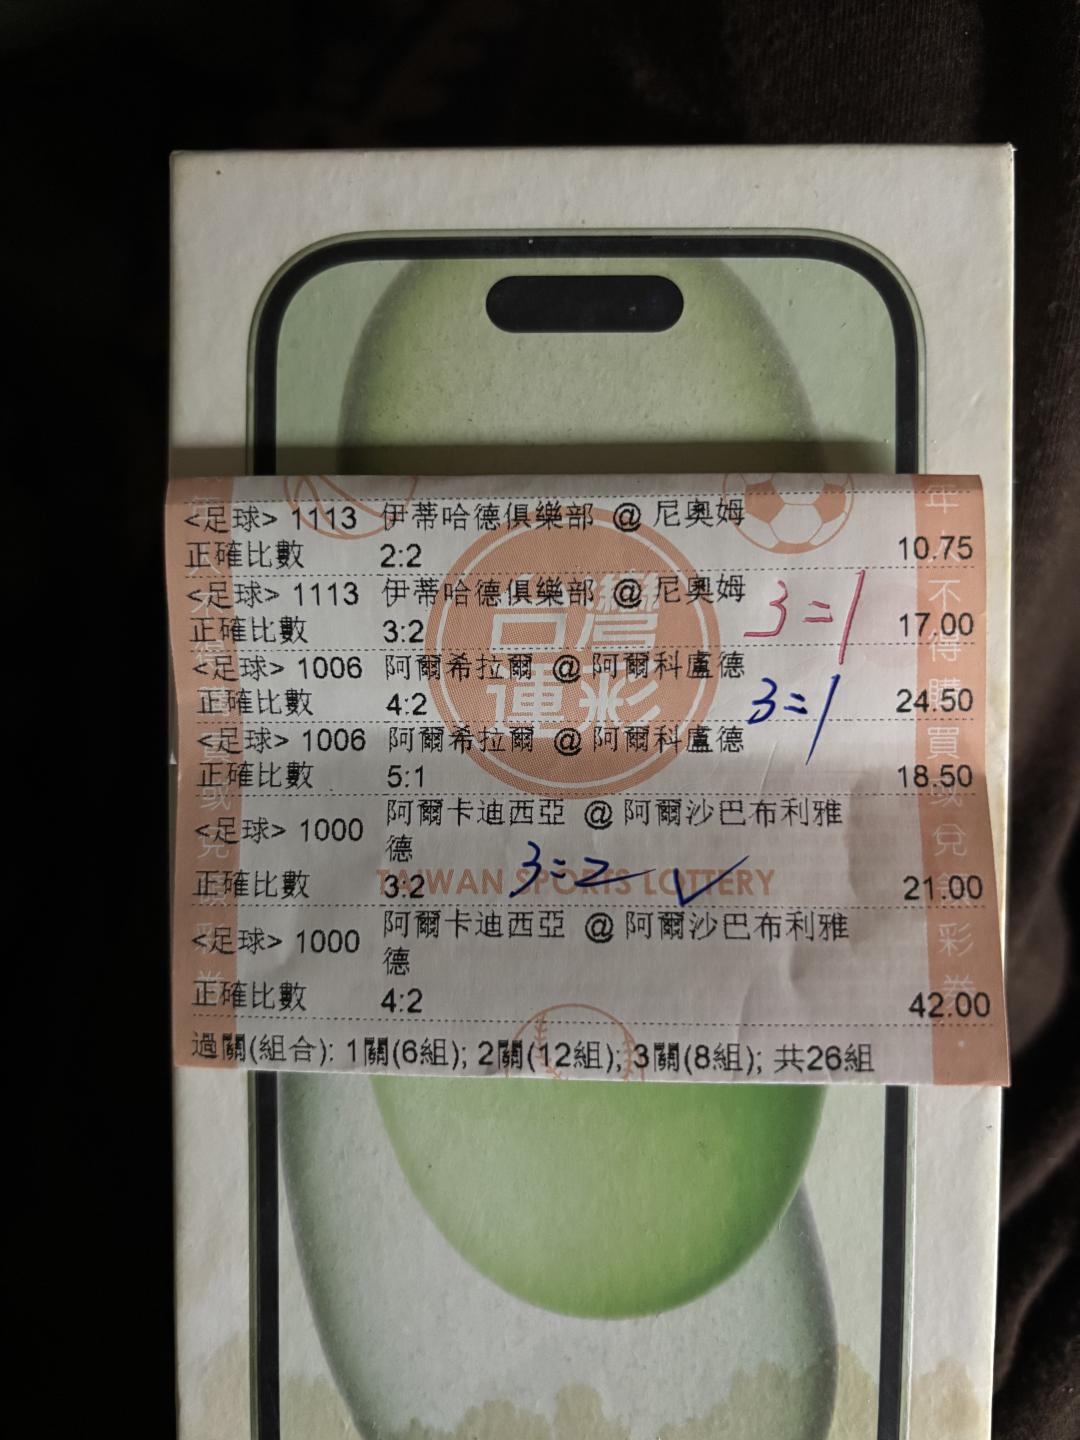 <足球> 1113 伊蒂哈德俱樂部 @ 尼奧姆
正確比數 2:2 10.75
<足球> 1113 伊蒂哈德俱樂部 @ 尼奧姆
3=1
正確比數 3:2 17.00
<足球> 1006 阿爾希拉爾 @ 阿爾科盧德
正確比數 4:2 24.50
3=1
<足球> 1006 阿爾希拉爾 @ 阿爾科盧德
正確比數 5:1 18.50
<足球> 1000 阿爾卡迪西亞 @ 阿爾沙巴布利雅
德
3=2 ✓
正確比數 3:2 21.00
<足球> 1000 阿爾卡迪西亞 @ 阿爾沙巴布利雅
德
正確比數 4:2 42.00
過關(組合): 1關(6組); 2關(12組); 3關(8組); 共26組
台灣
運彩
TAIWAN SPORTS LOTTERY